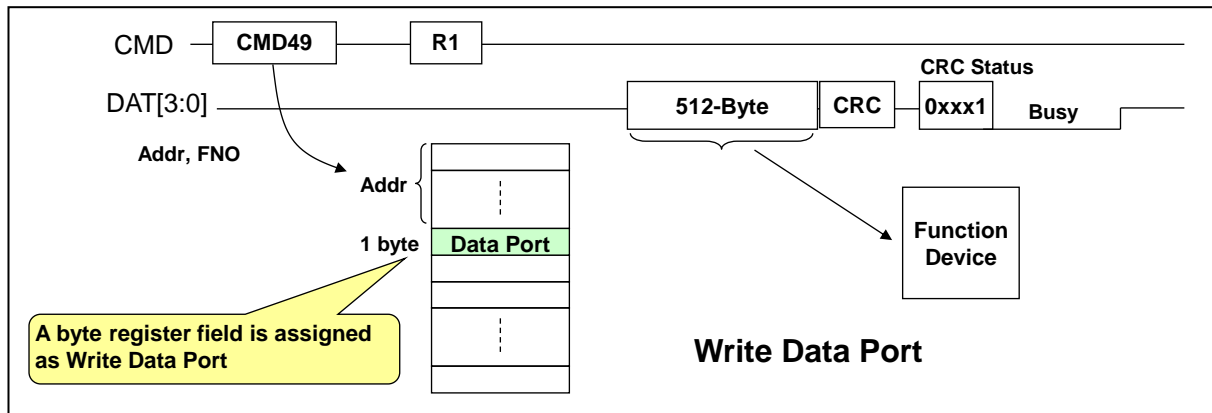 CMD
CMD49
R1
CRC Status
DAT[3:0]
512-Byte
CRC
0xxx1
Busy
Addr, FNO
Addr
1 byte
Data Port
Function
Device
A byte register field is assigned
as Write Data Port
Write Data Port